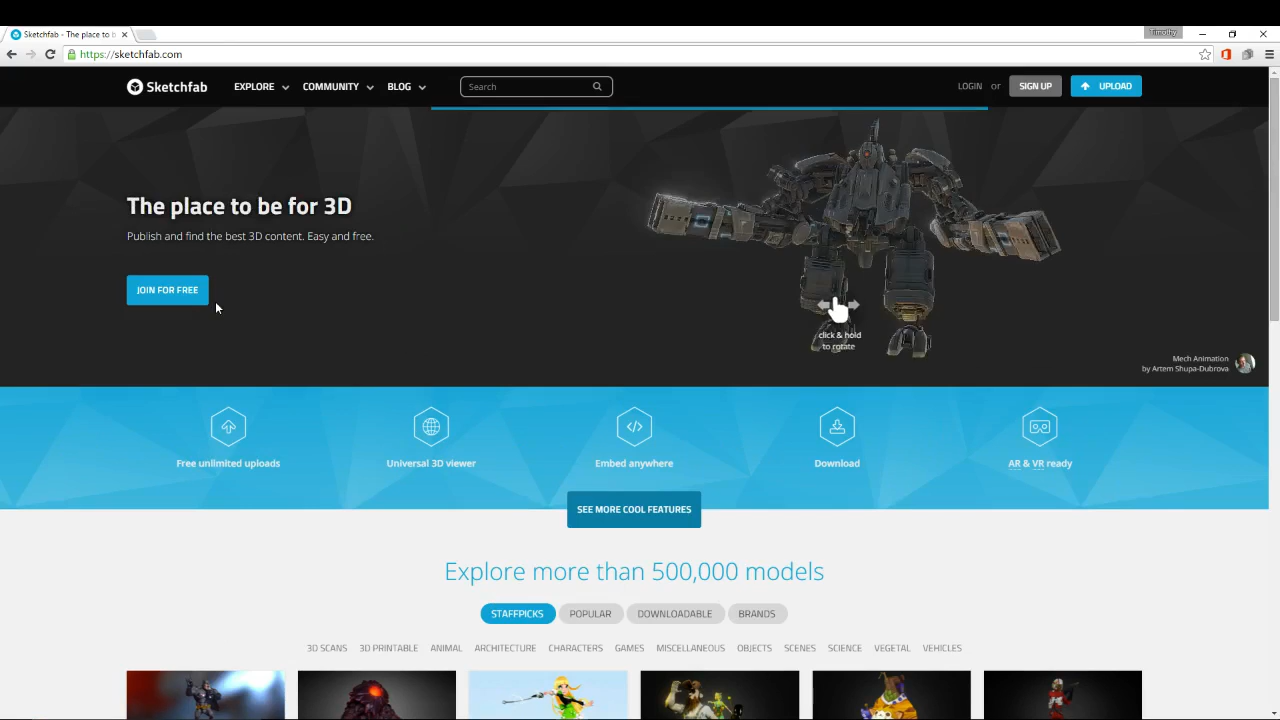 Sketchfab - The place to b
Timothy
https://sketchfab.com
Sketchfab EXPLORE COMMUNITY BLOG Search LOGIN or SIGN UP UPLOAD
The place to be for 3D
Publish and find the best 3D content. Easy and free.
JOIN FOR FREE
click & hold
to rotate
Mech Animation
by Artem Shupa-Dubrova
Free unlimited uploads Universal 3D viewer Embed anywhere Download AR & VR ready
SEE MORE COOL FEATURES
Explore more than 500,000 models
STAFFPICKS POPULAR DOWNLOADABLE BRANDS
3D SCANS 3D PRINTABLE ANIMAL ARCHITECTURE CHARACTERS GAMES MISCELLANEOUS OBJECTS SCENES SCIENCE VEGETAL VEHICLES